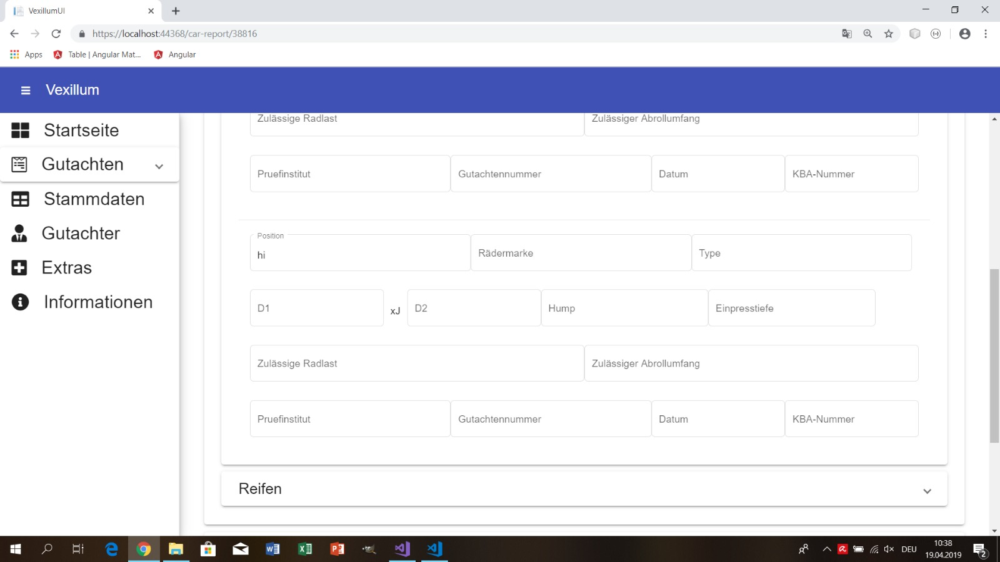 VexillumUI
https://localhost:44368/car-report/38816
Apps
Table | Angular Mat...
Angular
Vexillum
Startseite
Gutachten
Stammdaten
Gutachter
Extras
Informationen
Zulässige Radlast
Zulässiger Abrollumfang
Pruefinstitut
Gutachtennummer
Datum
KBA-Nummer
Position
hi
Rädermarke
Type
D1
xJ
D2
Hump
Einpresstiefe
Zulässige Radlast
Zulässiger Abrollumfang
Pruefinstitut
Gutachtennummer
Datum
KBA-Nummer
Reifen
DEU
10:38
19.04.2019
2